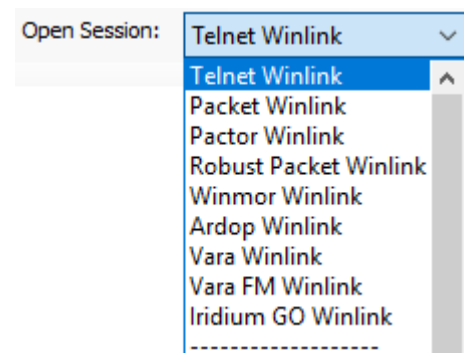 Open Session: Telnet Winlink
Telnet Winlink
Packet Winlink
Pactor Winlink
Robust Packet Winlink
Winmor Winlink
Ardop Winlink
Vara Winlink
Vara FM Winlink
Iridium GO Winlink
-------------------